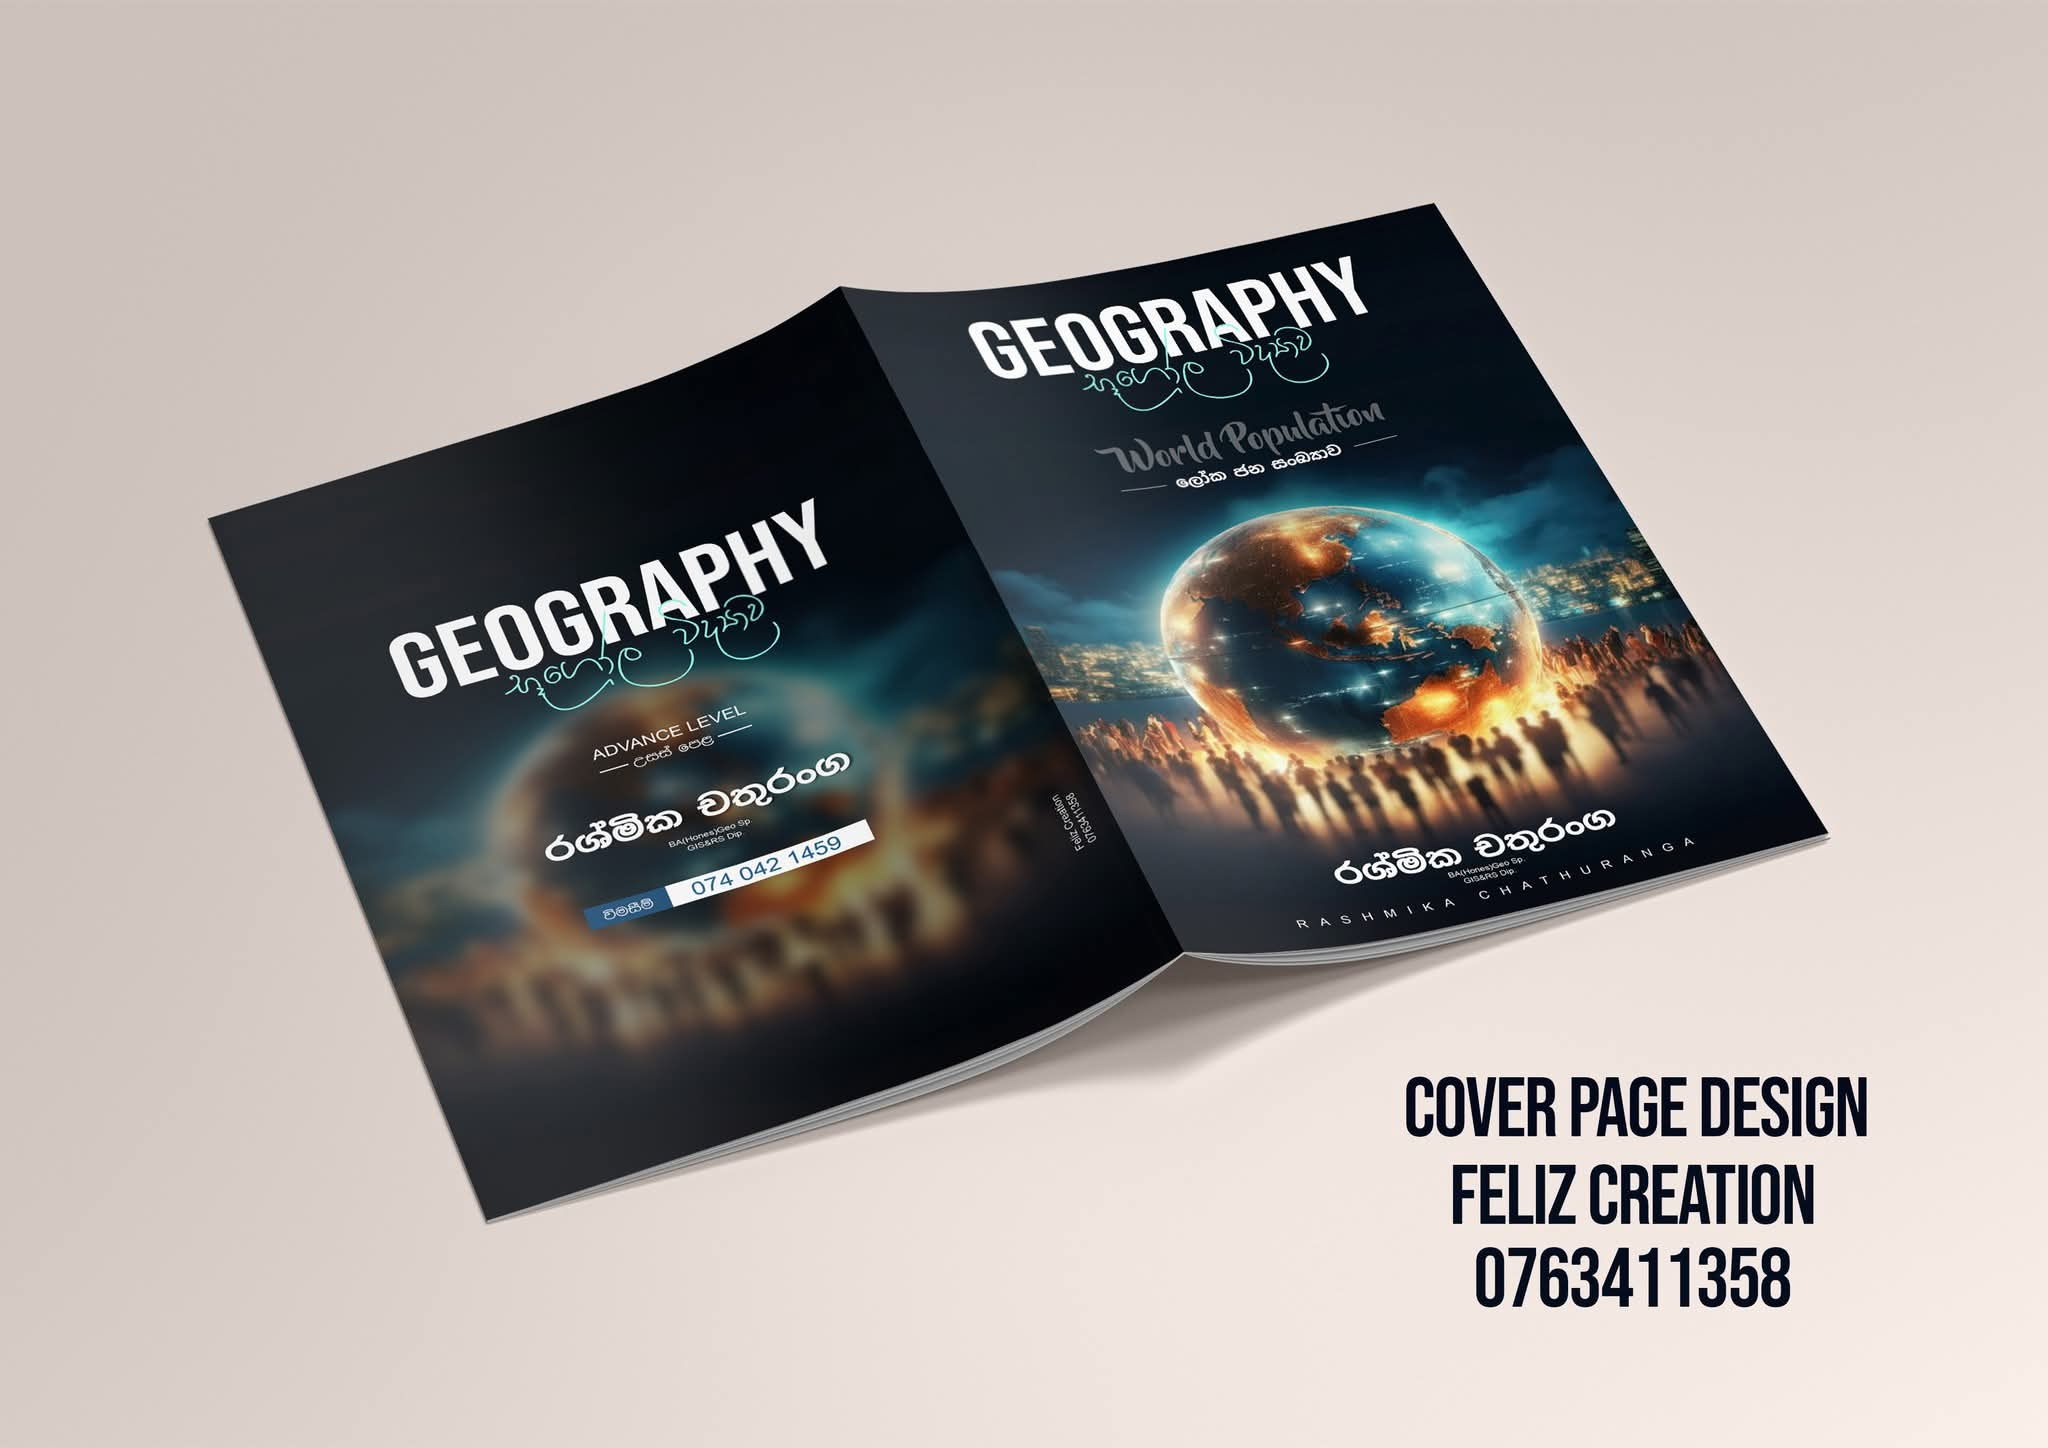 GEOGRAPHY
භූගෝල විද්‍යාව
ADVANCE LEVEL
උසස් පෙළ
රශ්මික චතුරංග
BA(Hones)Geo Sp.
GIS&RS Dip.
විමසීම් 074 042 1459
Feliz Creation
0763411358
GEOGRAPHY
භූගෝල විද්‍යාව
World Population
ලෝක ජන සංඛ්‍යාව
රශ්මික චතුරංග
BA(Hones)Geo Sp.
GIS&RS Dip.
RASHMIKA CHATHURANGA
COVER PAGE DESIGN
FELIZ CREATION
0763411358